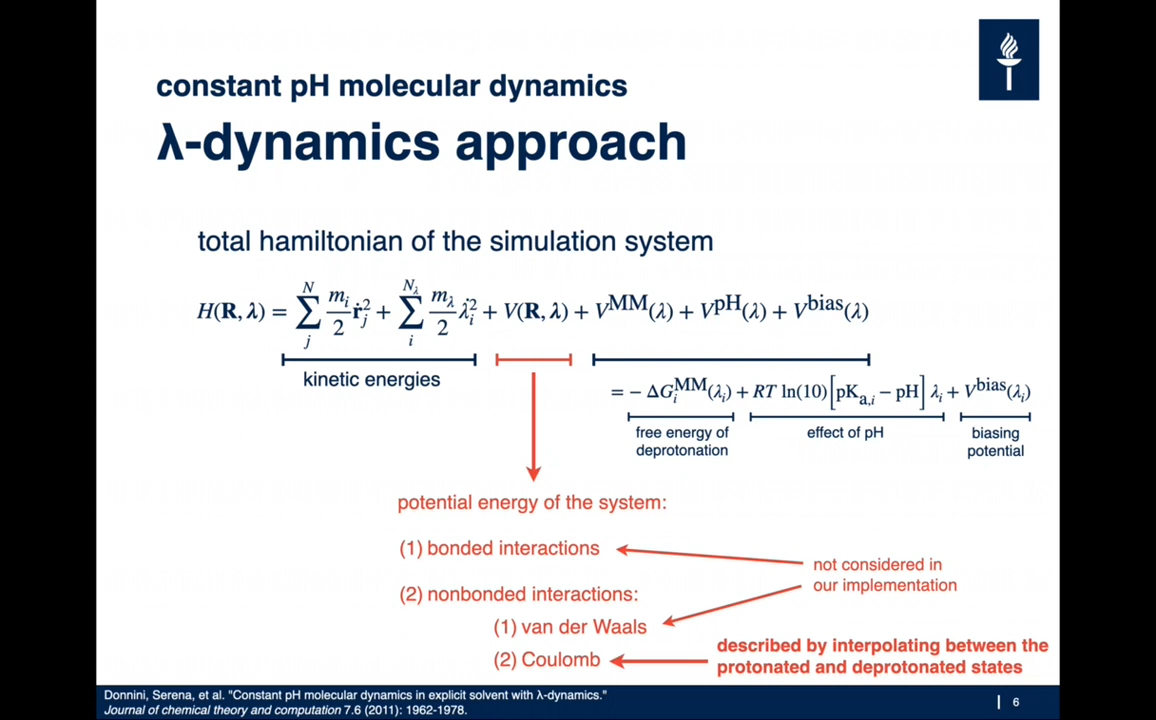 constant pH molecular dynamics
λ-dynamics approach
total hamiltonian of the simulation system
H(R, λ) = ∑_j^N m_i/2 ṙ_j² + ∑_i^{N_λ} m_λ/2 λ̇_i² + V(R, λ) + V^MM(λ) + V^pH(λ) + V^bias(λ)
kinetic energies
= − ΔG_i^MM(λ_i) + RT ln(10)[pK_{a,i} − pH] λ_i + V^bias(λ_i)
free energy of
deprotonation
effect of pH
biasing
potential
potential energy of the system:
(1) bonded interactions
not considered in
our implementation
(2) nonbonded interactions:
(1) van der Waals
(2) Coulomb
described by interpolating between the
protonated and deprotonated states
Donnini, Serena, et al. "Constant pH molecular dynamics in explicit solvent with λ-dynamics."
Journal of chemical theory and computation 7.6 (2011): 1962-1978.
| 6